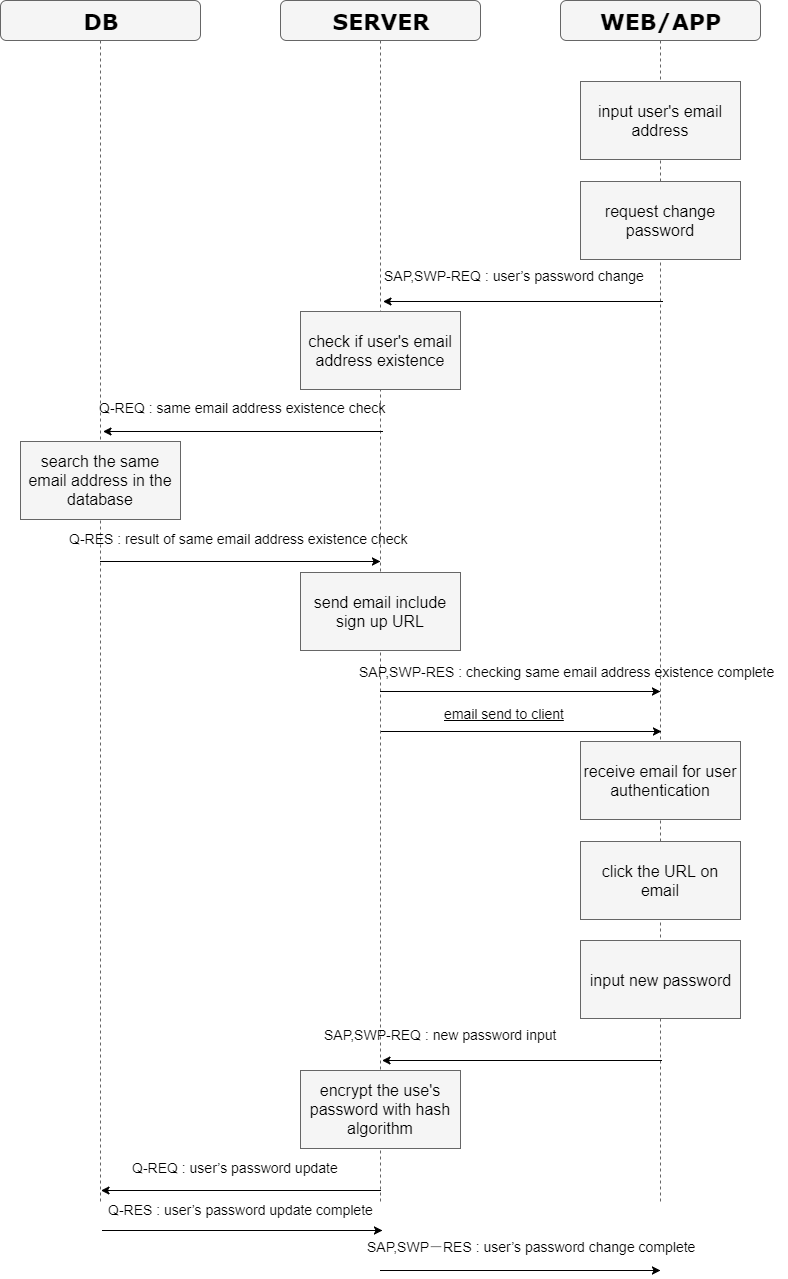 DB
SERVER
WEB/APP
input user's email
address
request change
password
SAP,SWP-REQ : user’s password change
check if user's email
address existence
Q-REQ : same email address existence check
search the same
email address in the
database
Q-RES : result of same email address existence check
send email include
sign up URL
SAP,SWP-RES : checking same email address existence complete
email send to client
receive email for user
authentication
click the URL on
email
input new password
SAP,SWP-REQ : new password input
encrypt the use's
password with hash
algorithm
Q-REQ : user’s password update
Q-RES : user’s password update complete
SAP,SWP－RES : user’s password change complete